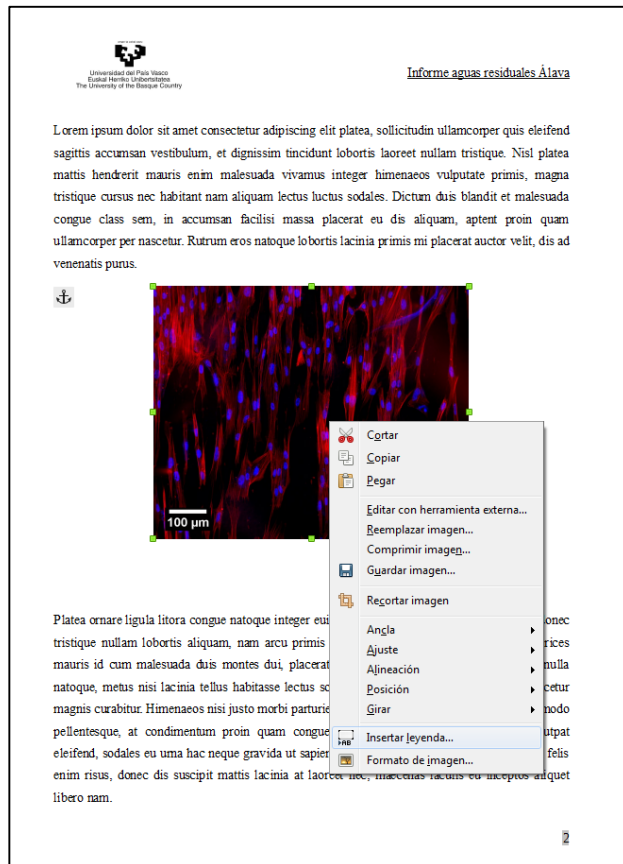 Universidad del País Vasco
Euskal Herriko Unibertsitatea
The University of the Basque Country
Informe aguas residuales Álava
Lorem ipsum dolor sit amet consectetur adipiscing elit platea, sollicitudin ullamcorper quis eleifend
sagittis accumsan vestibulum, et dignissim tincidunt lobortis laoreet nullam tristique. Nisl platea
mattis hendrerit mauris enim malesuada vivamus integer himenaeos vulputate primis, magna
tristique cursus nec habitant nam aliquam lectus luctus sodales. Dictum duis blandit et malesuada
congue class sem, in accumsan facilisi massa placerat eu dis aliquam, aptent proin quam
ullamcorper per nascetur. Rutrum eros natoque lobortis lacinia primis mi placerat auctor velit, dis ad
venenatis purus.
100 µm
Cortar
Copiar
Pegar
Editar con herramienta externa...
Reemplazar imagen...
Comprimir imagen...
Guardar imagen...
Recortar imagen
Ancla
Ajuste
Alineación
Posición
Girar
Insertar leyenda...
Formato de imagen...
Platea ornare ligula litora congue natoque integer
tristique nullam lobortis aliquam, nam arcu primis
mauris id cum malesuada duis montes dui, placerat nulla
natoque, metus nisi lacinia tellus habitasse lectus
magnis curabitur. Himenaeos nisi justo morbi
pellentesque, at condimentum proin quam
eleifend, sodales eu urna hac neque gravida ut felis
enim risus, donec dis suscipit mattis lacinia at
libero nam.
2